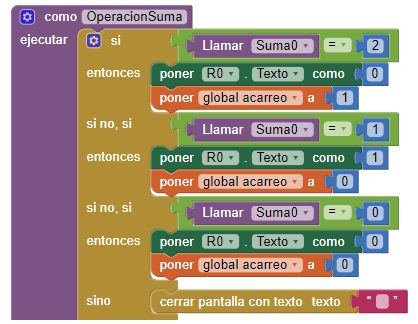 como OperacionSuma
ejecutar si Llamar Suma0 = 2
entonces poner R0 . Texto como 0
poner global acarreo a 1
si no, si Llamar Suma0 = 1
entonces poner R0 . Texto como 1
poner global acarreo a 0
si no, si Llamar Suma0 = 0
entonces poner R0 . Texto como 0
poner global acarreo a 0
sino cerrar pantalla con texto texto “ ”